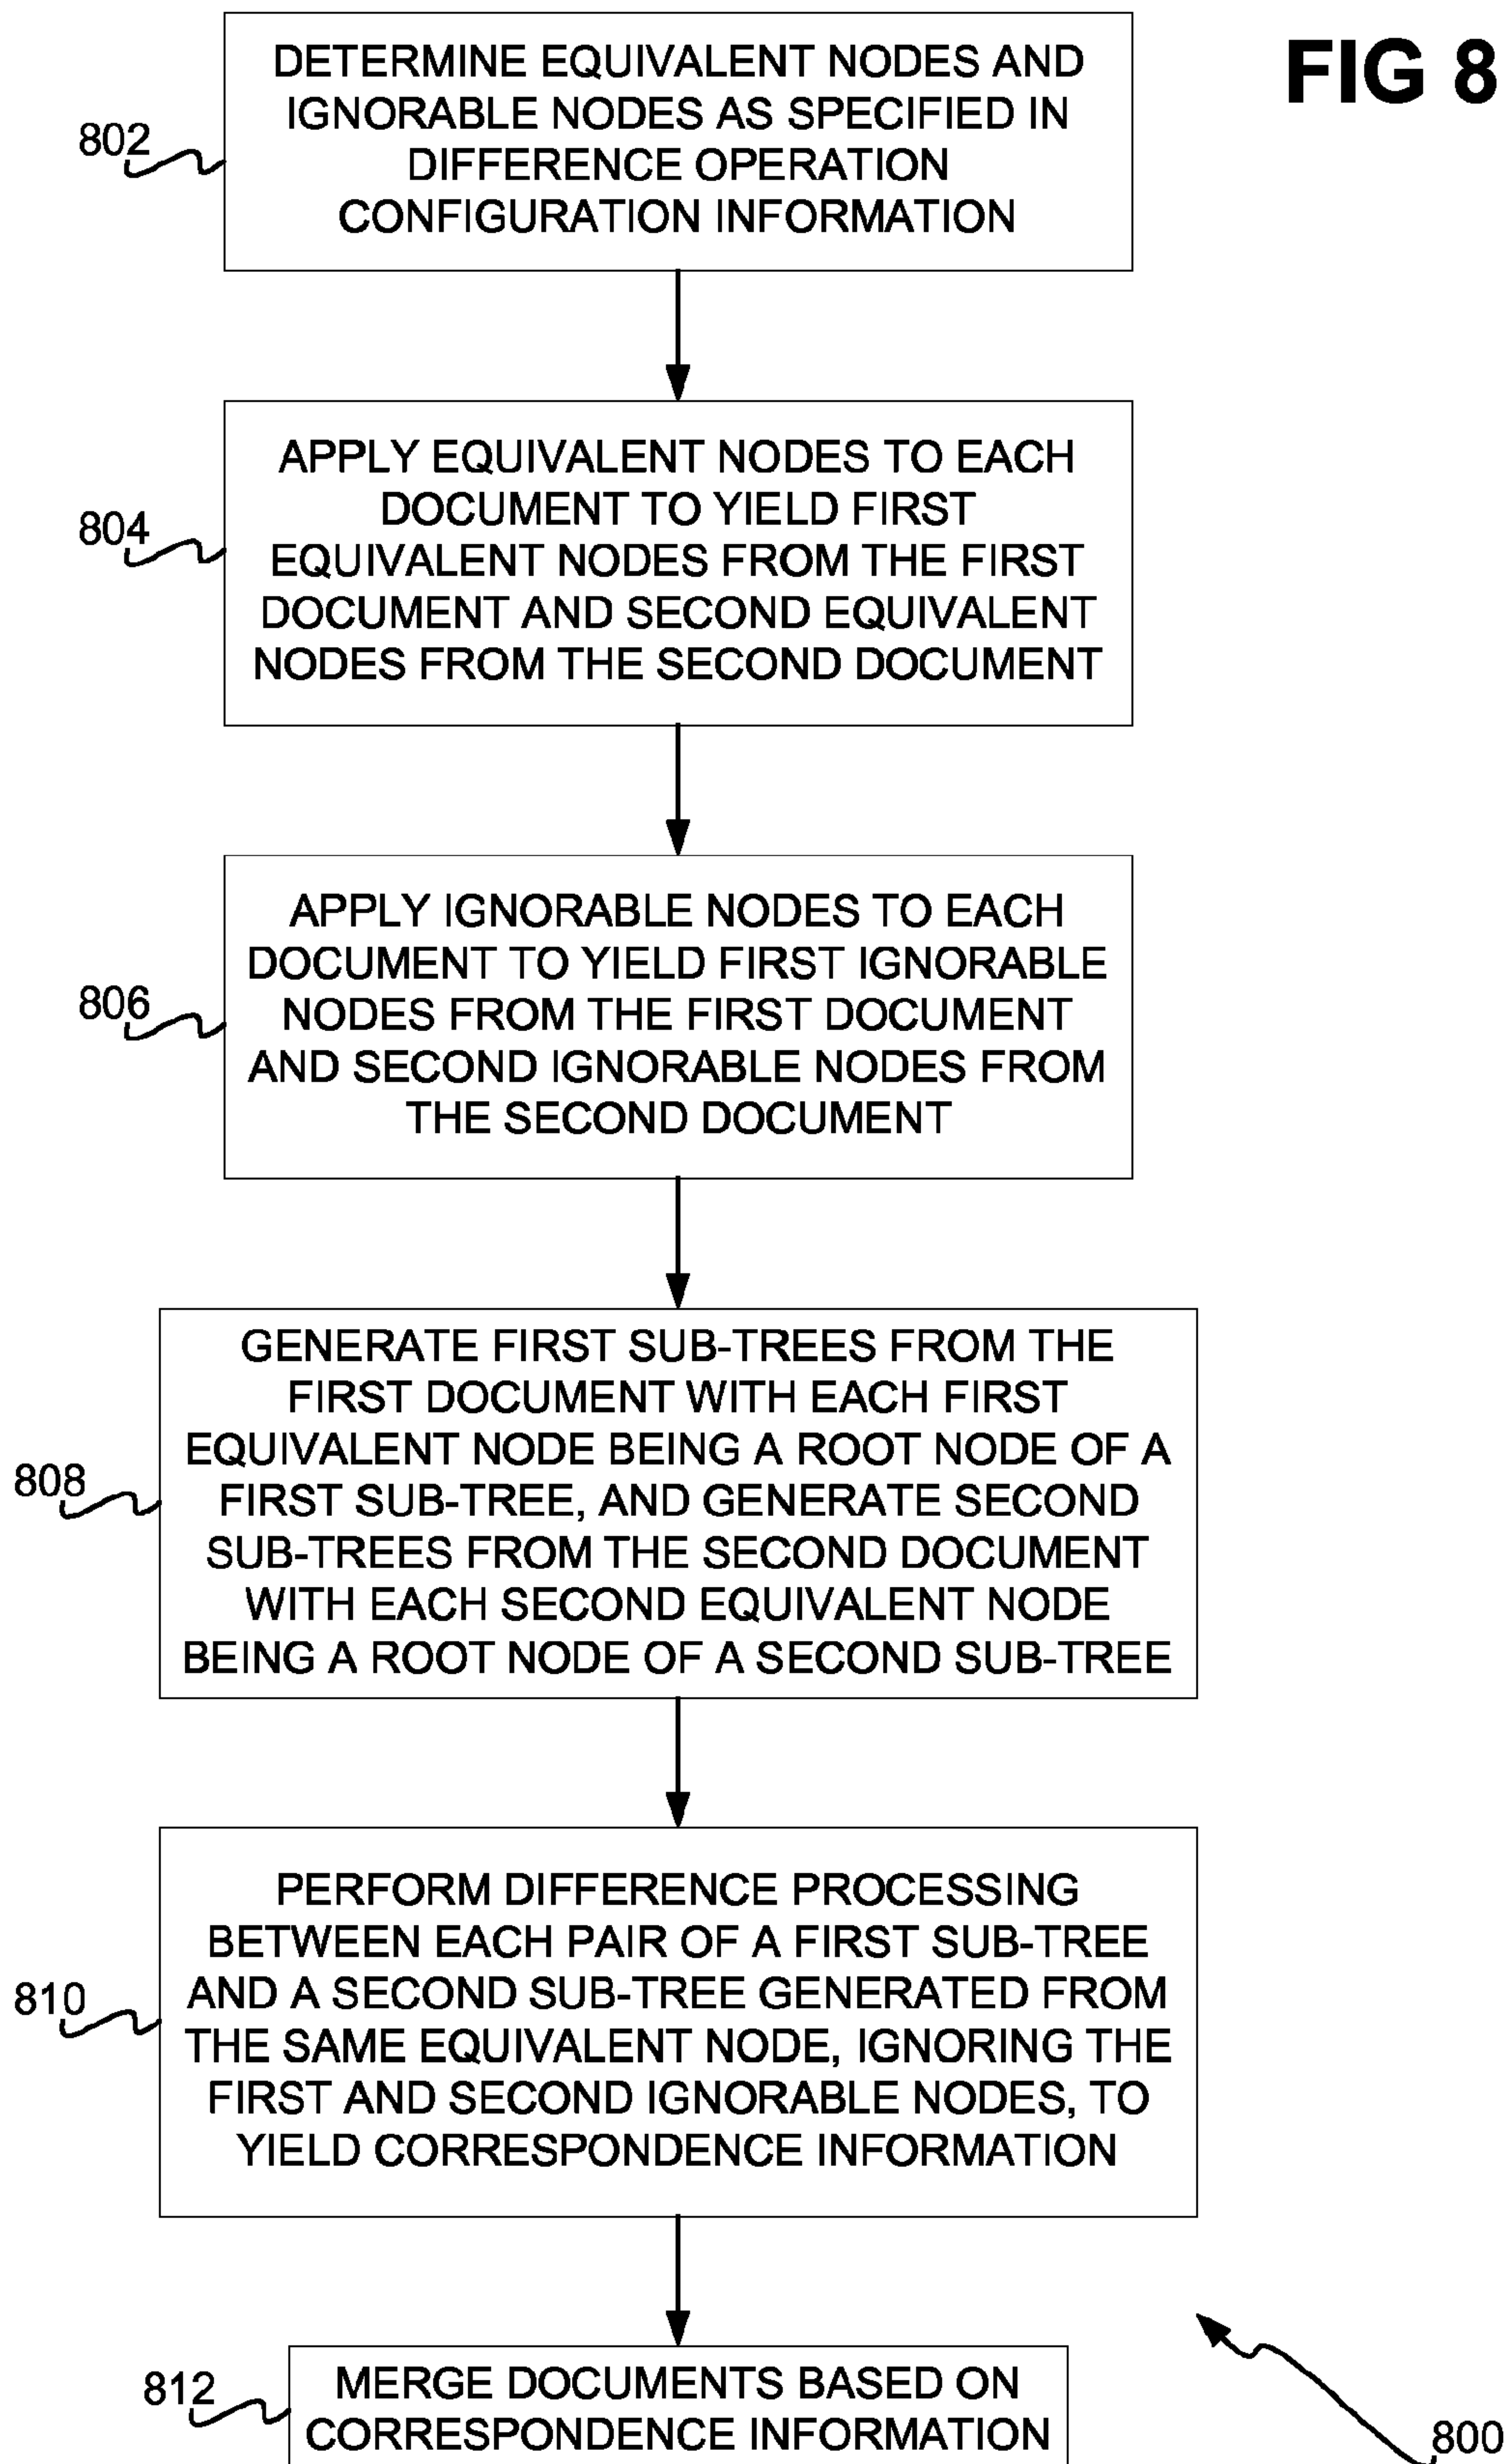 FIG 8
802
DETERMINE EQUIVALENT NODES AND
IGNORABLE NODES AS SPECIFIED IN
DIFFERENCE OPERATION
CONFIGURATION INFORMATION
804
APPLY EQUIVALENT NODES TO EACH
DOCUMENT TO YIELD FIRST
EQUIVALENT NODES FROM THE FIRST
DOCUMENT AND SECOND EQUIVALENT
NODES FROM THE SECOND DOCUMENT
806
APPLY IGNORABLE NODES TO EACH
DOCUMENT TO YIELD FIRST IGNORABLE
NODES FROM THE FIRST DOCUMENT
AND SECOND IGNORABLE NODES FROM
THE SECOND DOCUMENT
808
GENERATE FIRST SUB-TREES FROM THE
FIRST DOCUMENT WITH EACH FIRST
EQUIVALENT NODE BEING A ROOT NODE OF A
FIRST SUB-TREE, AND GENERATE SECOND
SUB-TREES FROM THE SECOND DOCUMENT
WITH EACH SECOND EQUIVALENT NODE
BEING A ROOT NODE OF A SECOND SUB-TREE
810
PERFORM DIFFERENCE PROCESSING
BETWEEN EACH PAIR OF A FIRST SUB-TREE
AND A SECOND SUB-TREE GENERATED FROM
THE SAME EQUIVALENT NODE, IGNORING THE
FIRST AND SECOND IGNORABLE NODES, TO
YIELD CORRESPONDENCE INFORMATION
812
MERGE DOCUMENTS BASED ON
CORRESPONDENCE INFORMATION
800